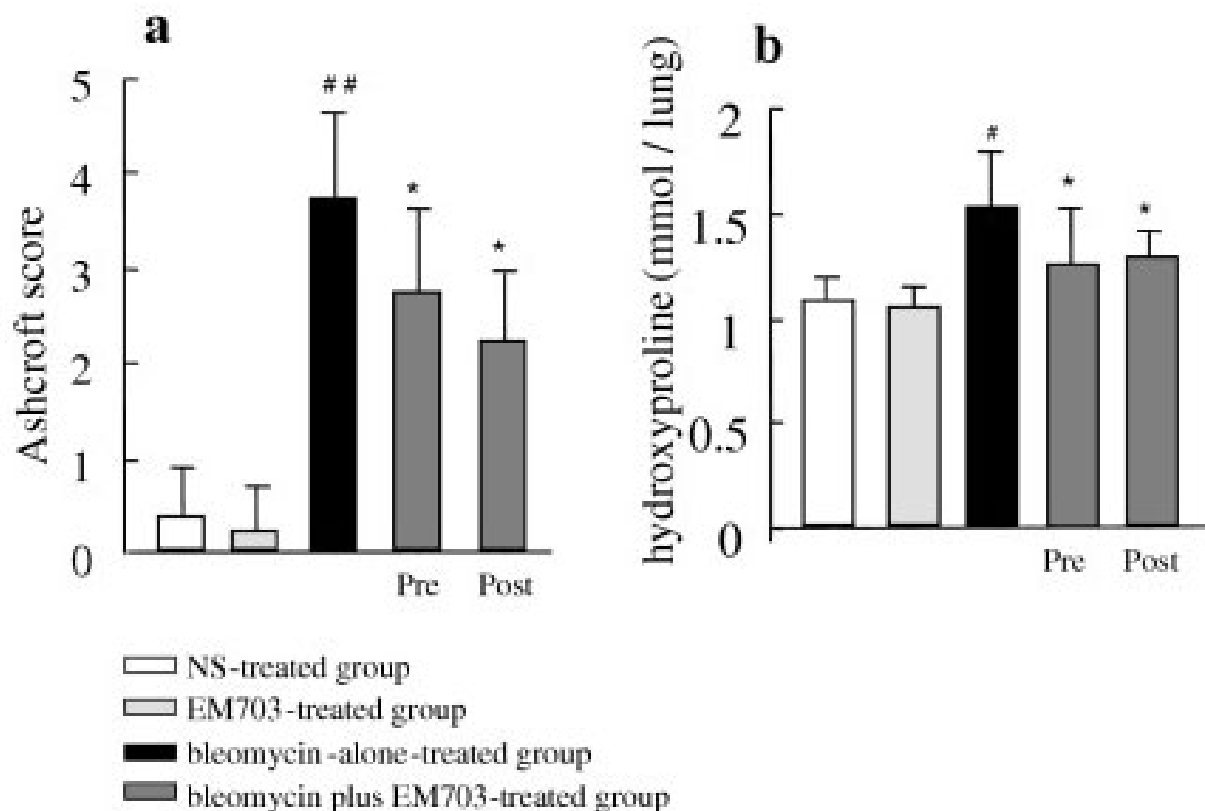 a
Ashcroft score
5
4
3
2
1
0
# #
*
*
Pre Post
b
hydroxyproline (mmol / lung)
2
1.5
1
0.5
0
#
*
*
Pre Post
NS-treated group
EM703-treated group
bleomycin-alone-treated group
bleomycin plus EM703-treated group